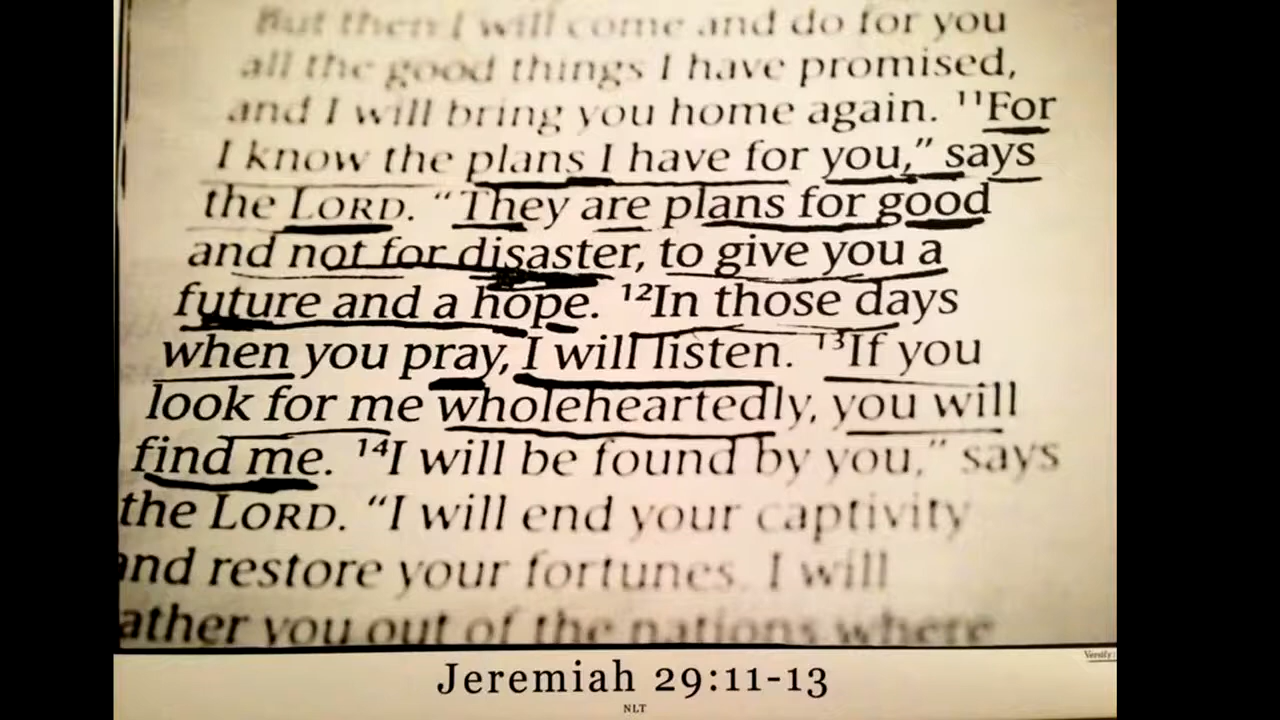 But then I will come and do for you
all the good things I have promised,
and I will bring you home again. ¹¹For
I know the plans I have for you,” says
the LORD. “They are plans for good
and not for disaster, to give you a
future and a hope. ¹²In those days
when you pray, I will listen. ¹³If you
look for me wholeheartedly, you will
find me. ¹⁴I will be found by you,” says
the LORD. “I will end your captivity
and restore your fortunes. I will
ather you out of the nations where
Jeremiah 29:11-13
NLT